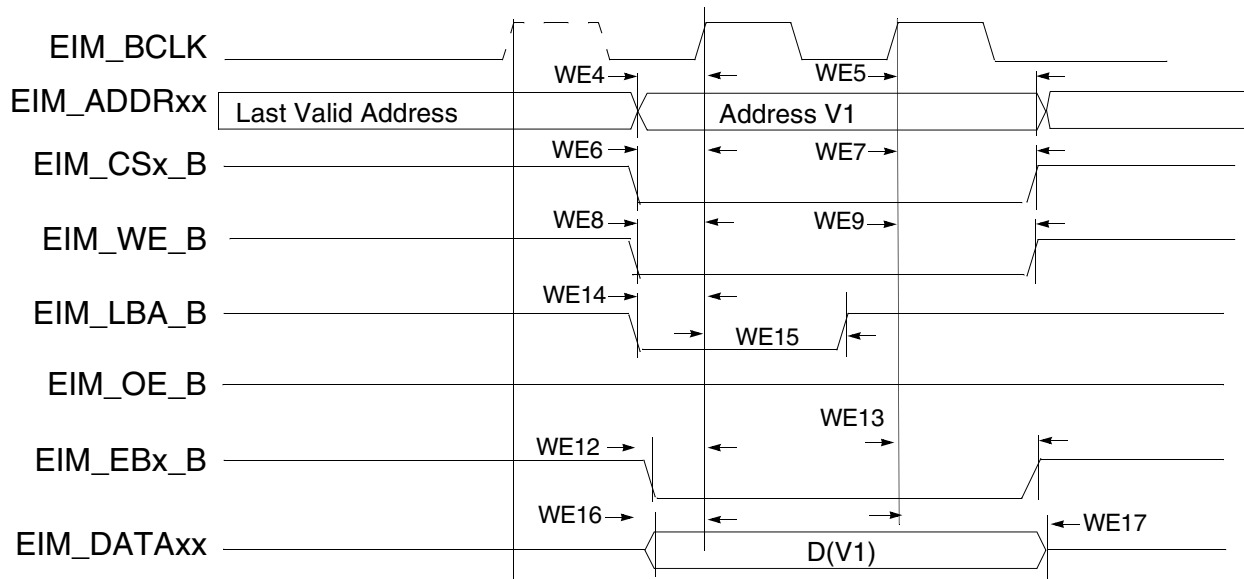 EIM_BCLK
WE4 WE5
EIM_ADDRxx
Last Valid Address Address V1
WE6 WE7
EIM_CSx_B
WE8 WE9
EIM_WE_B
WE14
EIM_LBA_B
WE15
EIM_OE_B
WE13
WE12
EIM_EBx_B
WE16 WE17
EIM_DATAxx
D(V1)